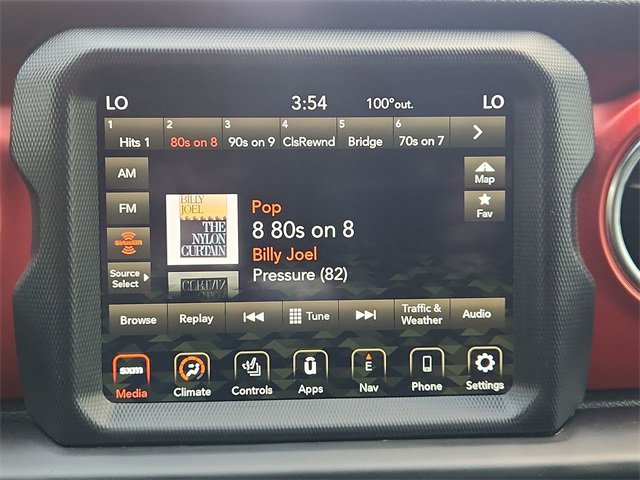 LO 3:54 100°out. LO
1 2 3 4 5 6
Hits 1 80s on 8 90s on 9 ClsRewnd Bridge 70s on 7
AM
Map
FM
Fav
BILLY
JOEL
THE
NYLON
CURTAIN
Pop
8 80s on 8
Billy Joel
Pressure (82)
siriusxm
Source
Select
Browse Replay Tune Traffic & Weather Audio
sxm E
Media Climate Controls Apps Nav Phone Settings